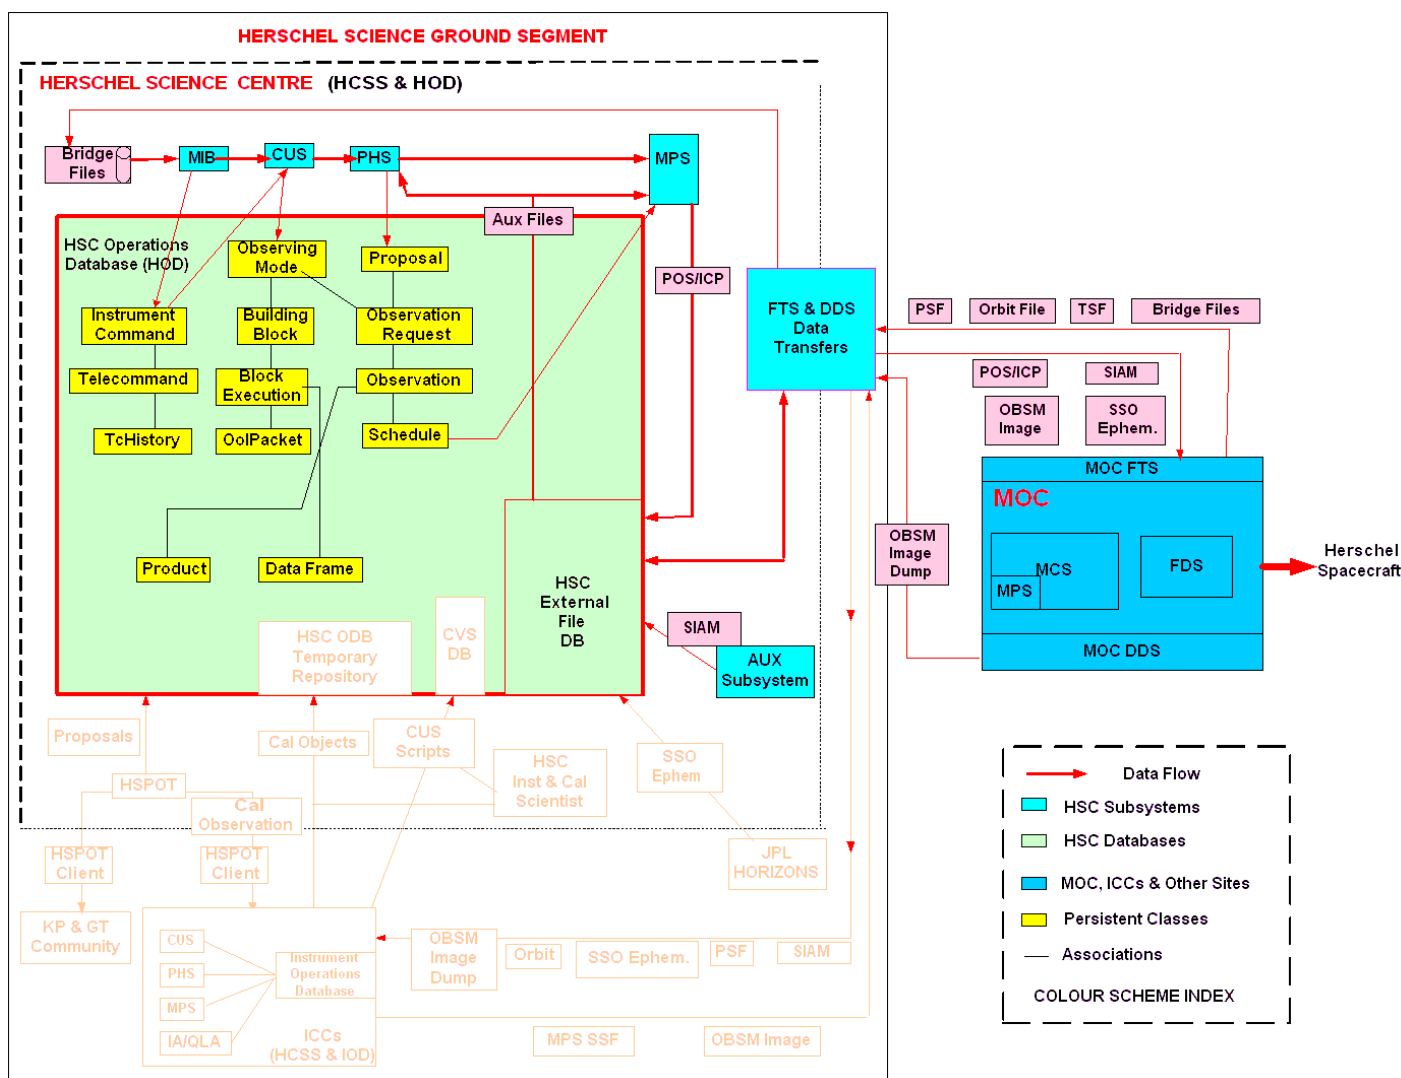 HERSCHEL SCIENCE GROUND SEGMENT
HERSCHEL SCIENCE CENTRE (HCSS & HOD)
Bridge
Files
MIB
CUS
PHS
MPS
Aux Files
HSC Operations
Database (HOD)
Observing
Mode
Proposal
POS/ICP
Instrument
Command
Building
Block
Observation
Request
Telecommand
Block
Execution
Observation
TcHistory
OolPacket
Schedule
Product
Data Frame
HSC
External
File
DB
FTS & DDS
Data
Transfers
PSF
Orbit File
TSF
Bridge Files
POS/ICP
SIAM
OBSM
Image
SSO
Ephem.
MOC FTS
MOC
MCS
MPS
FDS
MOC DDS
Herschel
Spacecraft
OBSM
Image
Dump
SIAM
AUX
Subsystem
HSC ODB
Temporary
Repository
CVS
DB
Proposals
Cal Objects
CUS
Scripts
HSC
Inst & Cal
Scientist
SSO
Ephem
HSPOT
Cal
Observation
HSPOT
Client
HSPOT
Client
JPL
HORIZONS
KP & GT
Community
CUS
PHS
MPS
IA/QLA
Instrument
Operations
Database
ICCs
(HCSS & IOD)
OBSM
Image
Dump
Orbit
SSO Ephem.
PSF
SIAM
MPS SSF
OBSM Image
Data Flow
HSC Subsystems
HSC Databases
MOC, ICCs & Other Sites
Persistent Classes
Associations
COLOUR SCHEME INDEX